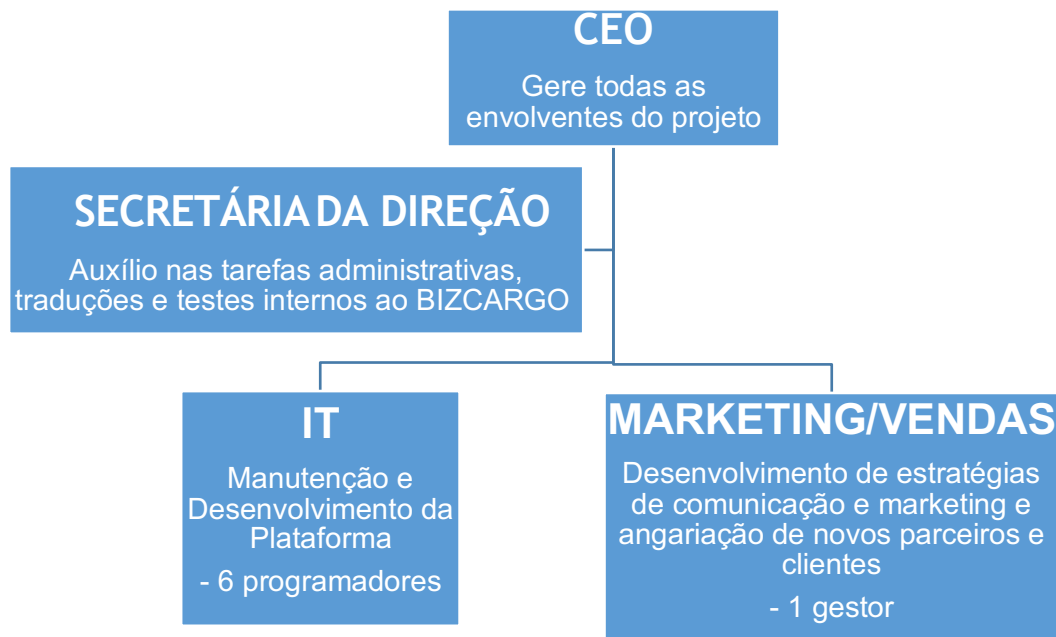 CEO
Gere todas as
envolventes do projeto
SECRETÁRIA DA DIREÇÃO
Auxílio nas tarefas administrativas,
traduções e testes internos ao BIZCARGO
IT
Manutenção e
Desenvolvimento da
Plataforma
- 6 programadores
MARKETING/VENDAS
Desenvolvimento de estratégias
de comunicação e marketing e
angariação de novos parceiros e
clientes
- 1 gestor